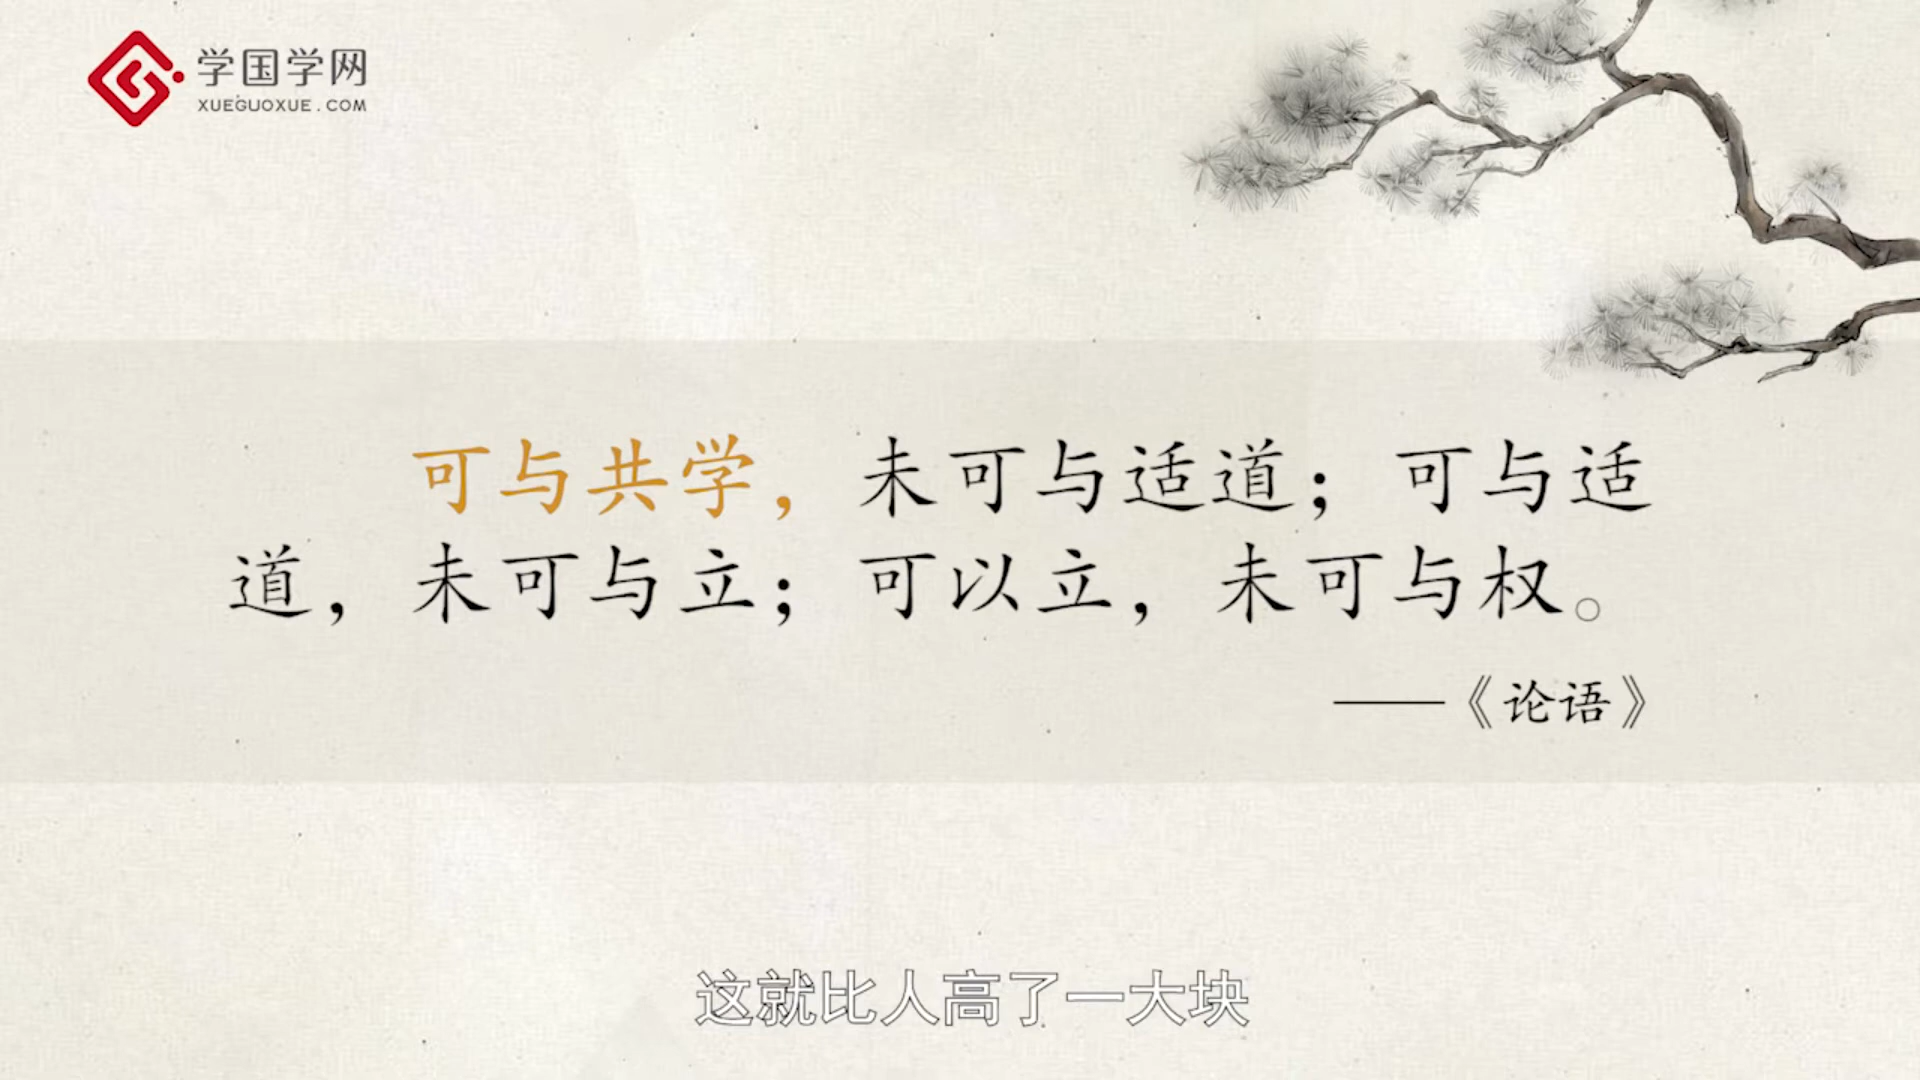 学国学网
XUEGUOXUE.COM
可与共学，未可与适道；可与适
道，未可与立；可以立，未可与权。
——《论语》
这就比人高了一大块